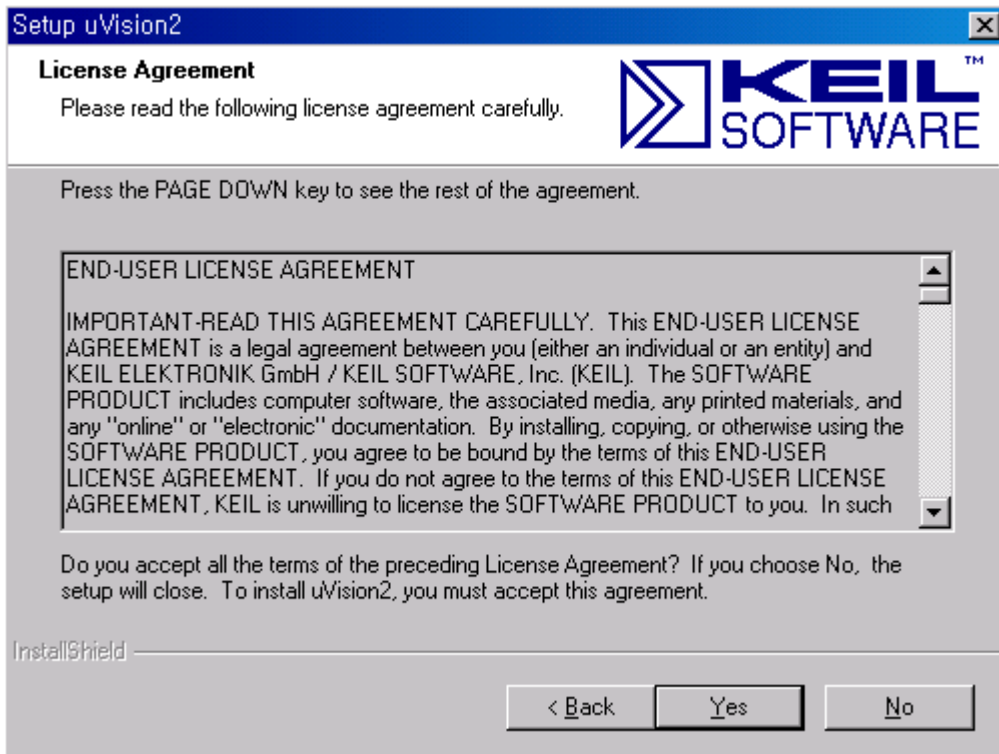 Setup uVision2
License Agreement
Please read the following license agreement carefully.
KEIL™
SOFTWARE
Press the PAGE DOWN key to see the rest of the agreement.
END-USER LICENSE AGREEMENT
IMPORTANT-READ THIS AGREEMENT CAREFULLY.  This END-USER LICENSE
AGREEMENT is a legal agreement between you (either an individual or an entity) and
KEIL ELEKTRONIK GmbH / KEIL SOFTWARE, Inc. (KEIL).  The SOFTWARE
PRODUCT includes computer software, the associated media, any printed materials, and
any "online" or "electronic" documentation.  By installing, copying, or otherwise using the
SOFTWARE PRODUCT, you agree to be bound by the terms of this END-USER
LICENSE AGREEMENT.  If you do not agree to the terms of this END-USER LICENSE
AGREEMENT, KEIL is unwilling to license the SOFTWARE PRODUCT to you.  In such
Do you accept all the terms of the preceding License Agreement?  If you choose No,  the
setup will close.  To install uVision2, you must accept this agreement.
InstallShield
< Back
Yes
No